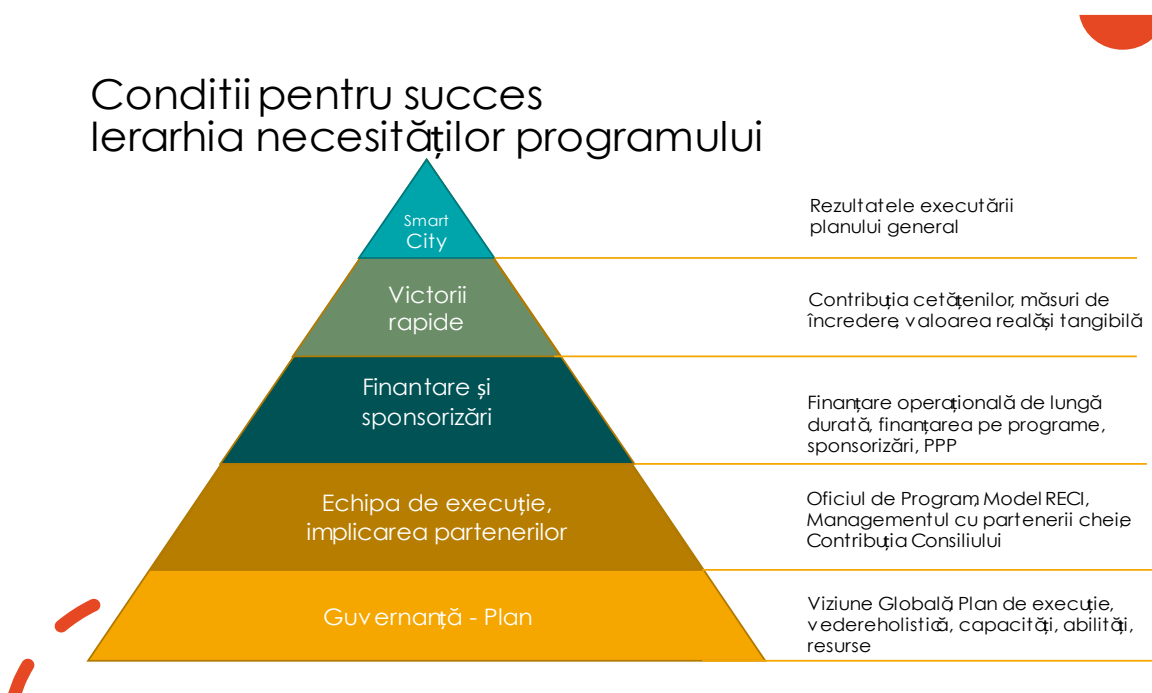 Conditii pentru succes
Ierarhia necesităților programului
Smart
City
Rezultatele executării
planului general
Victorii
rapide
Contribuția cetățenilor, măsuri de
încredere, valoarea reală și tangibilă
Finantare și
sponsorizări
Finanțare operațională de lungă
durată, finanțarea pe programe,
sponsorizări, PPP
Echipa de execuție,
implicarea partenerilor
Oficiul de Program, Model RECI,
Managementul cu partenerii cheie,
Contribuția Consiliului
Guvernanță - Plan
Viziune Globală, Plan de execuție,
vedere holistică, capacități, abilități,
resurse